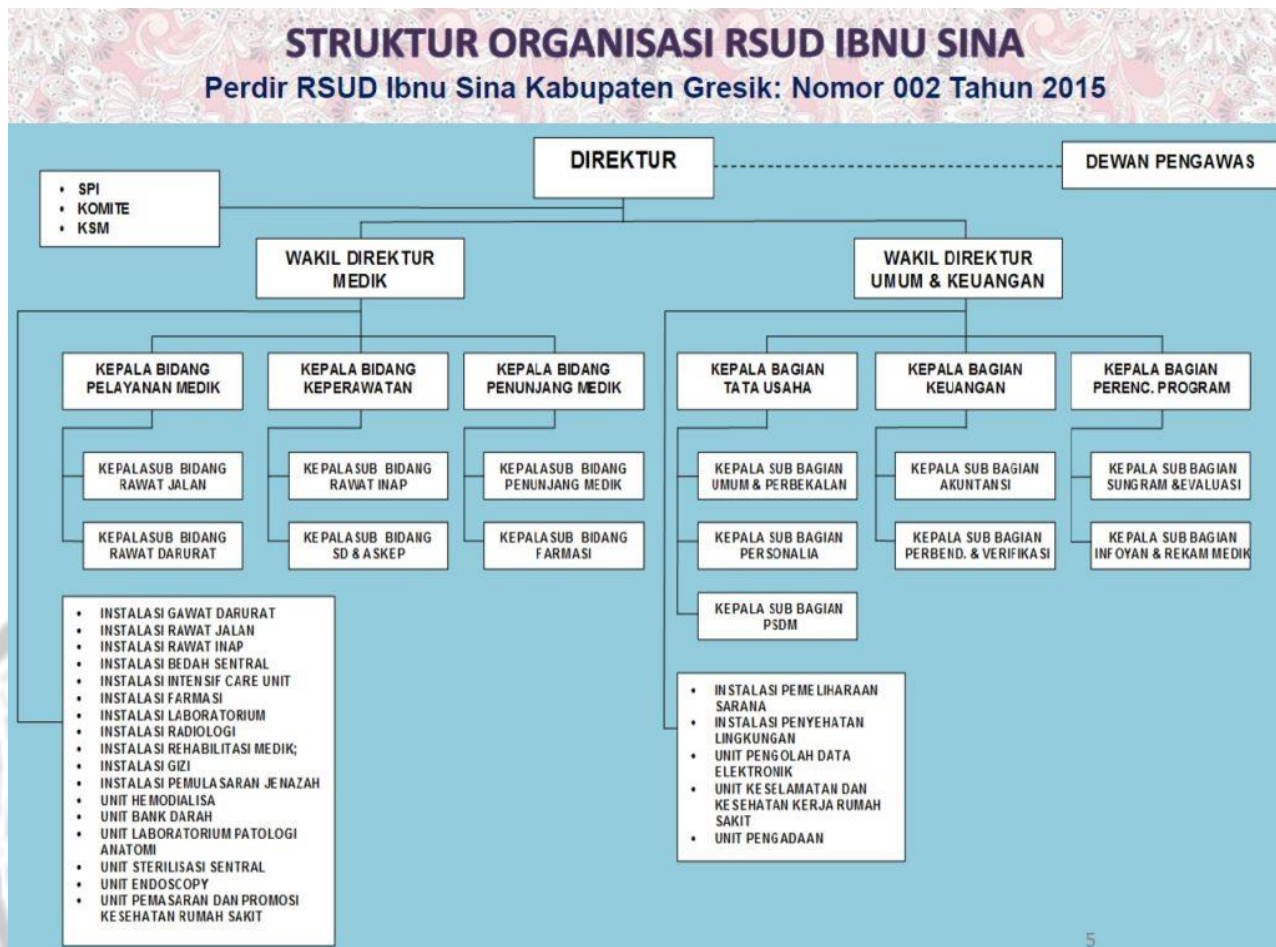 STRUKTUR ORGANISASI RSUD IBNU SINA
Perdir RSUD Ibnu Sina Kabupaten Gresik: Nomor 002 Tahun 2015
DIREKTUR
DEWAN PENGAWAS
• SPI
• KOMITE
• KSM
WAKIL DIREKTUR
MEDIK
WAKIL DIREKTUR
UMUM & KEUANGAN
KEPALA BIDANG
PELAYANAN MEDIK
KEPALA BIDANG
KEPERAWATAN
KEPALA BIDANG
PENUNJANG MEDIK
KEPALA BAGIAN
TATA USAHA
KEPALA BAGIAN
KEUANGAN
KEPALA BAGIAN
PERENC. PROGRAM
KEPALASUB BIDANG
RAWAT JALAN
KEPALASUB BIDANG
RAWAT INAP
KEPALASUB BIDANG
PENUNJANG MEDIK
KEPALA SUB BAGIAN
UMUM & PERBEKALAN
KEPALA SUB BAGIAN
AKUNTANSI
KEPALA SUB BAGIAN
SUNGRAM &EVALUASI
KEPALASUB BIDANG
RAWAT DARURAT
KEPALASUB BIDANG
SD & ASKEP
KEPALASUB BIDANG
FARMASI
KEPALA SUB BAGIAN
PERSONALIA
KEPALA SUB BAGIAN
PERBEND. & VERIFIKASI
KEPALA SUB BAGIAN
INFOYAN & REKAM MEDIK
KEPALA SUB BAGIAN
PSDM
• INSTALASI GAWAT DARURAT
• INSTALASI RAWAT JALAN
• INSTALASI RAWAT INAP
• INSTALASI BEDAH SENTRAL
• INSTALASI INTENSIF CARE UNIT
• INSTALASI FARMASI
• INSTALASI LABORATORIUM
• INSTALASI RADIOLOGI
• INSTALASI REHABILITASI MEDIK;
• INSTALASI GIZI
• INSTALASI PEMULASARAN JENAZAH
• UNIT HEMODIALISA
• UNIT BANK DARAH
• UNIT LABORATORIUM PATOLOGI
ANATOMI
• UNIT STERILISASI SENTRAL
• UNIT ENDOSCOPY
• UNIT PEMASARAN DAN PROMOSI
KESEHATAN RUMAH SAKIT
• INSTALASI PEMELIHARAAN
SARANA
• INSTALASI PENYEHATAN
LINGKUNGAN
• UNIT PENGOLAH DATA
ELEKTRONIK
• UNIT KESELAMATAN DAN
KESEHATAN KERJA RUMAH
SAKIT
• UNIT PENGADAAN
5